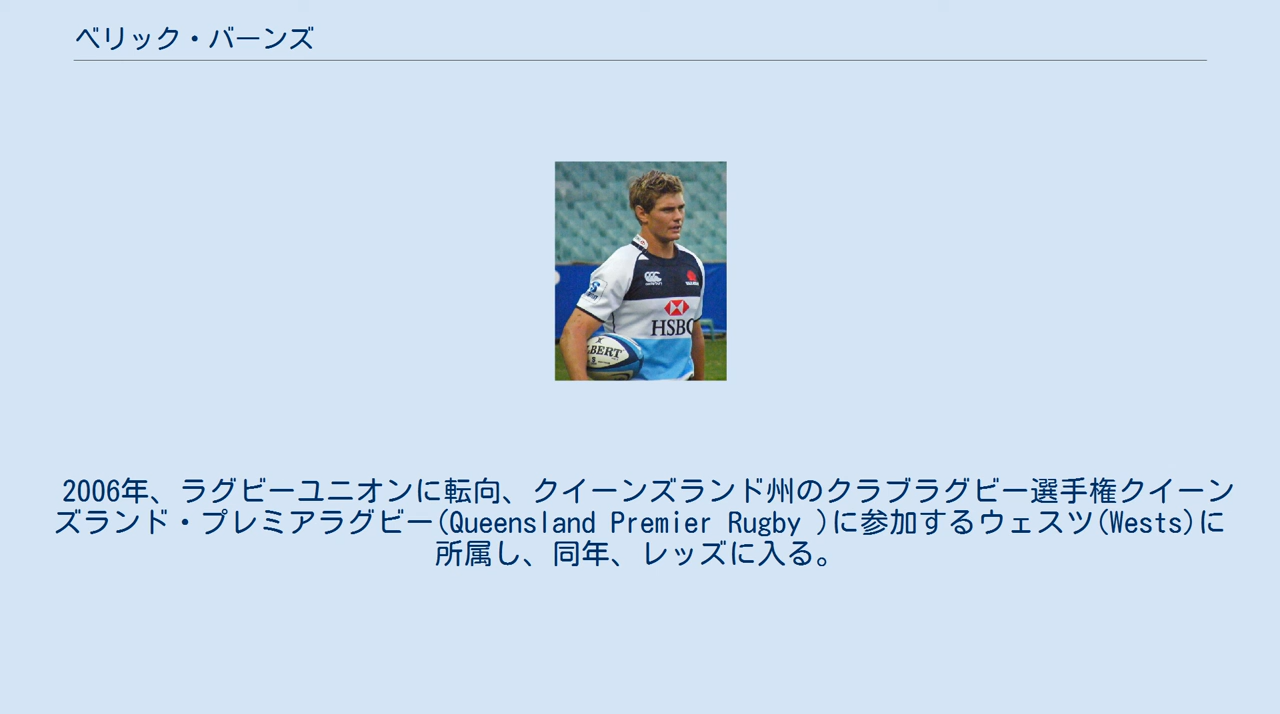 ベリック・バーンズ
HSBC
LBERT
2006年、ラグビーユニオンに転向、クイーンズランド州のクラブラグビー選手権クイーン
ズランド・プレミアラグビー(Queensland Premier Rugby )に参加するウェスツ(Wests)に
所属し、同年、レッズに入る。